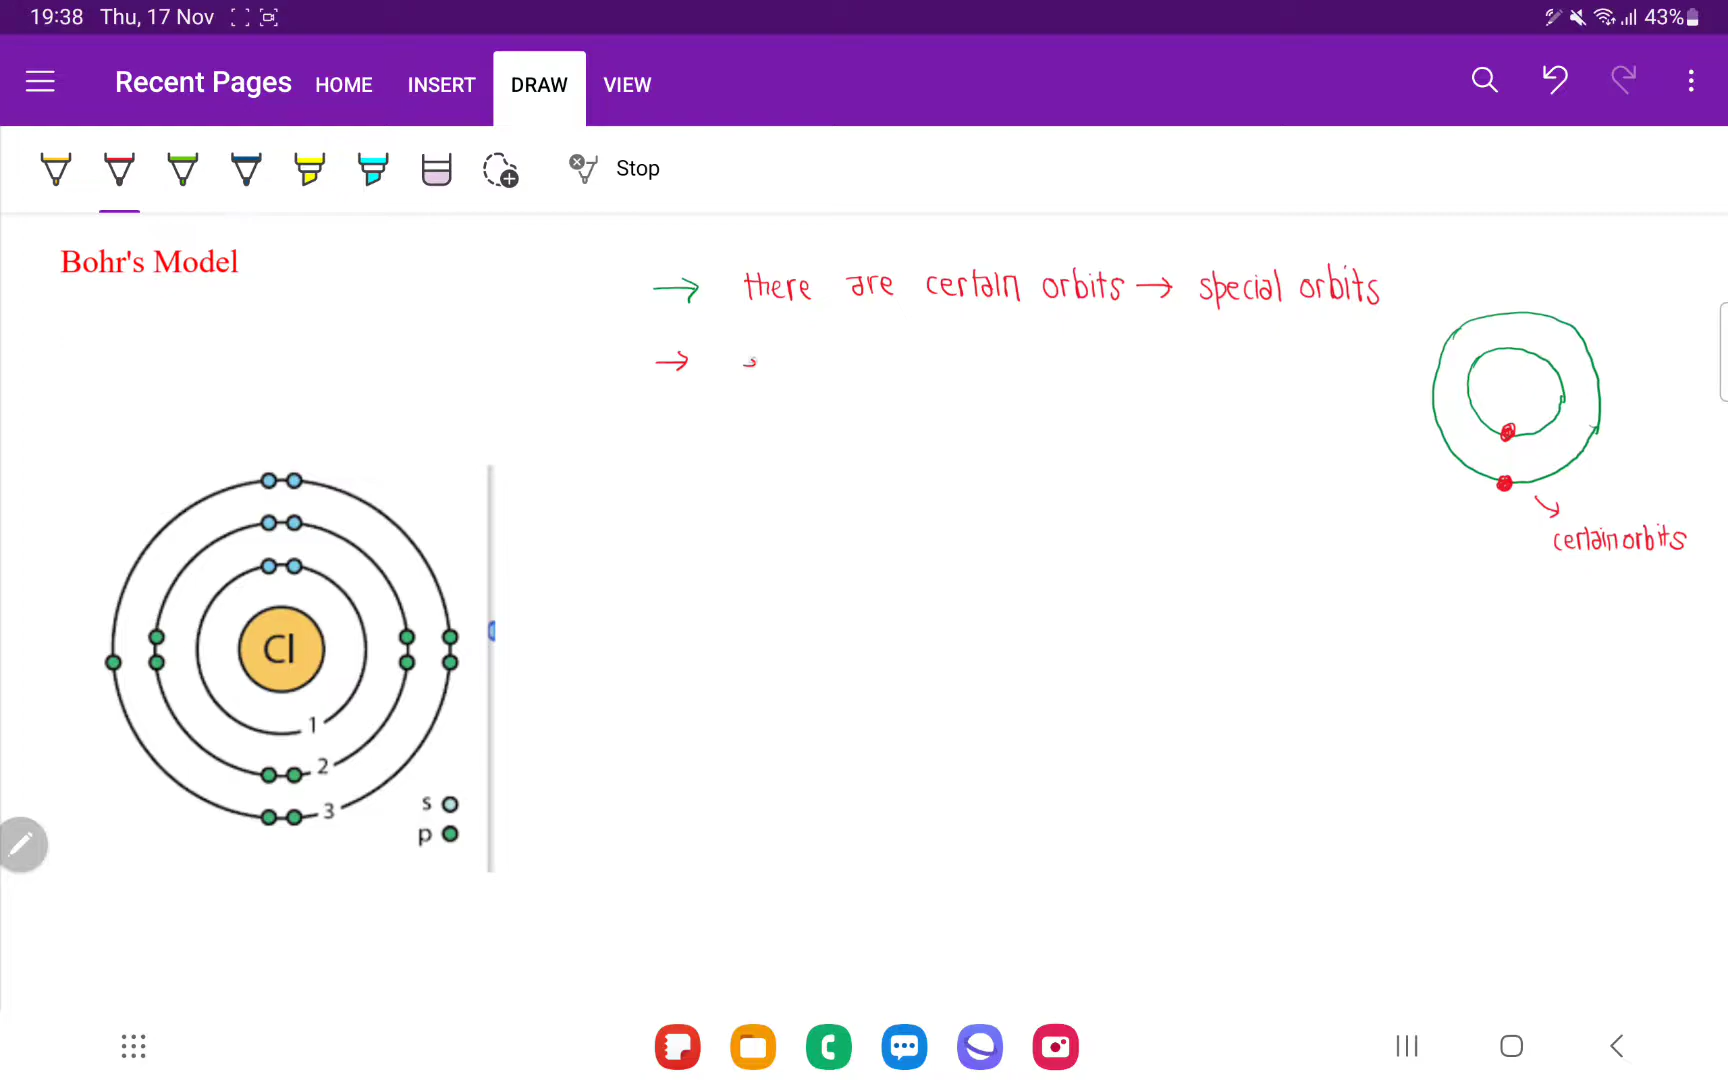 19:38 Thu, 17 Nov 43%
Recent Pages HOME INSERT DRAW VIEW
Stop
Bohr's Model
→ there are certain orbits → special orbits
→ s
certain orbits
Cl
1
2
3
s
p